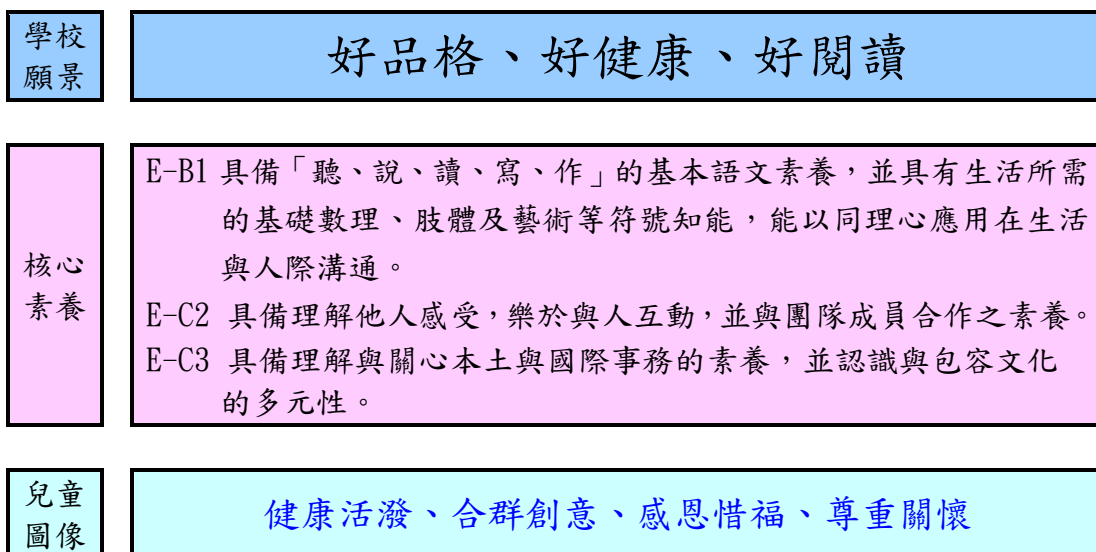 學校
願景
好品格、好健康、好閱讀
核心
素養
E-B1 具備「聽、說、讀、寫、作」的基本語文素養，並具有生活所需
的基礎數理、肢體及藝術等符號知能，能以同理心應用在生活
與人際溝通。
E-C2 具備理解他人感受，樂於與人互動，並與團隊成員合作之素養。
E-C3 具備理解與關心本土與國際事務的素養，並認識與包容文化
的多元性。
兒童
圖像
健康活潑、合群創意、感恩惜福、尊重關懷